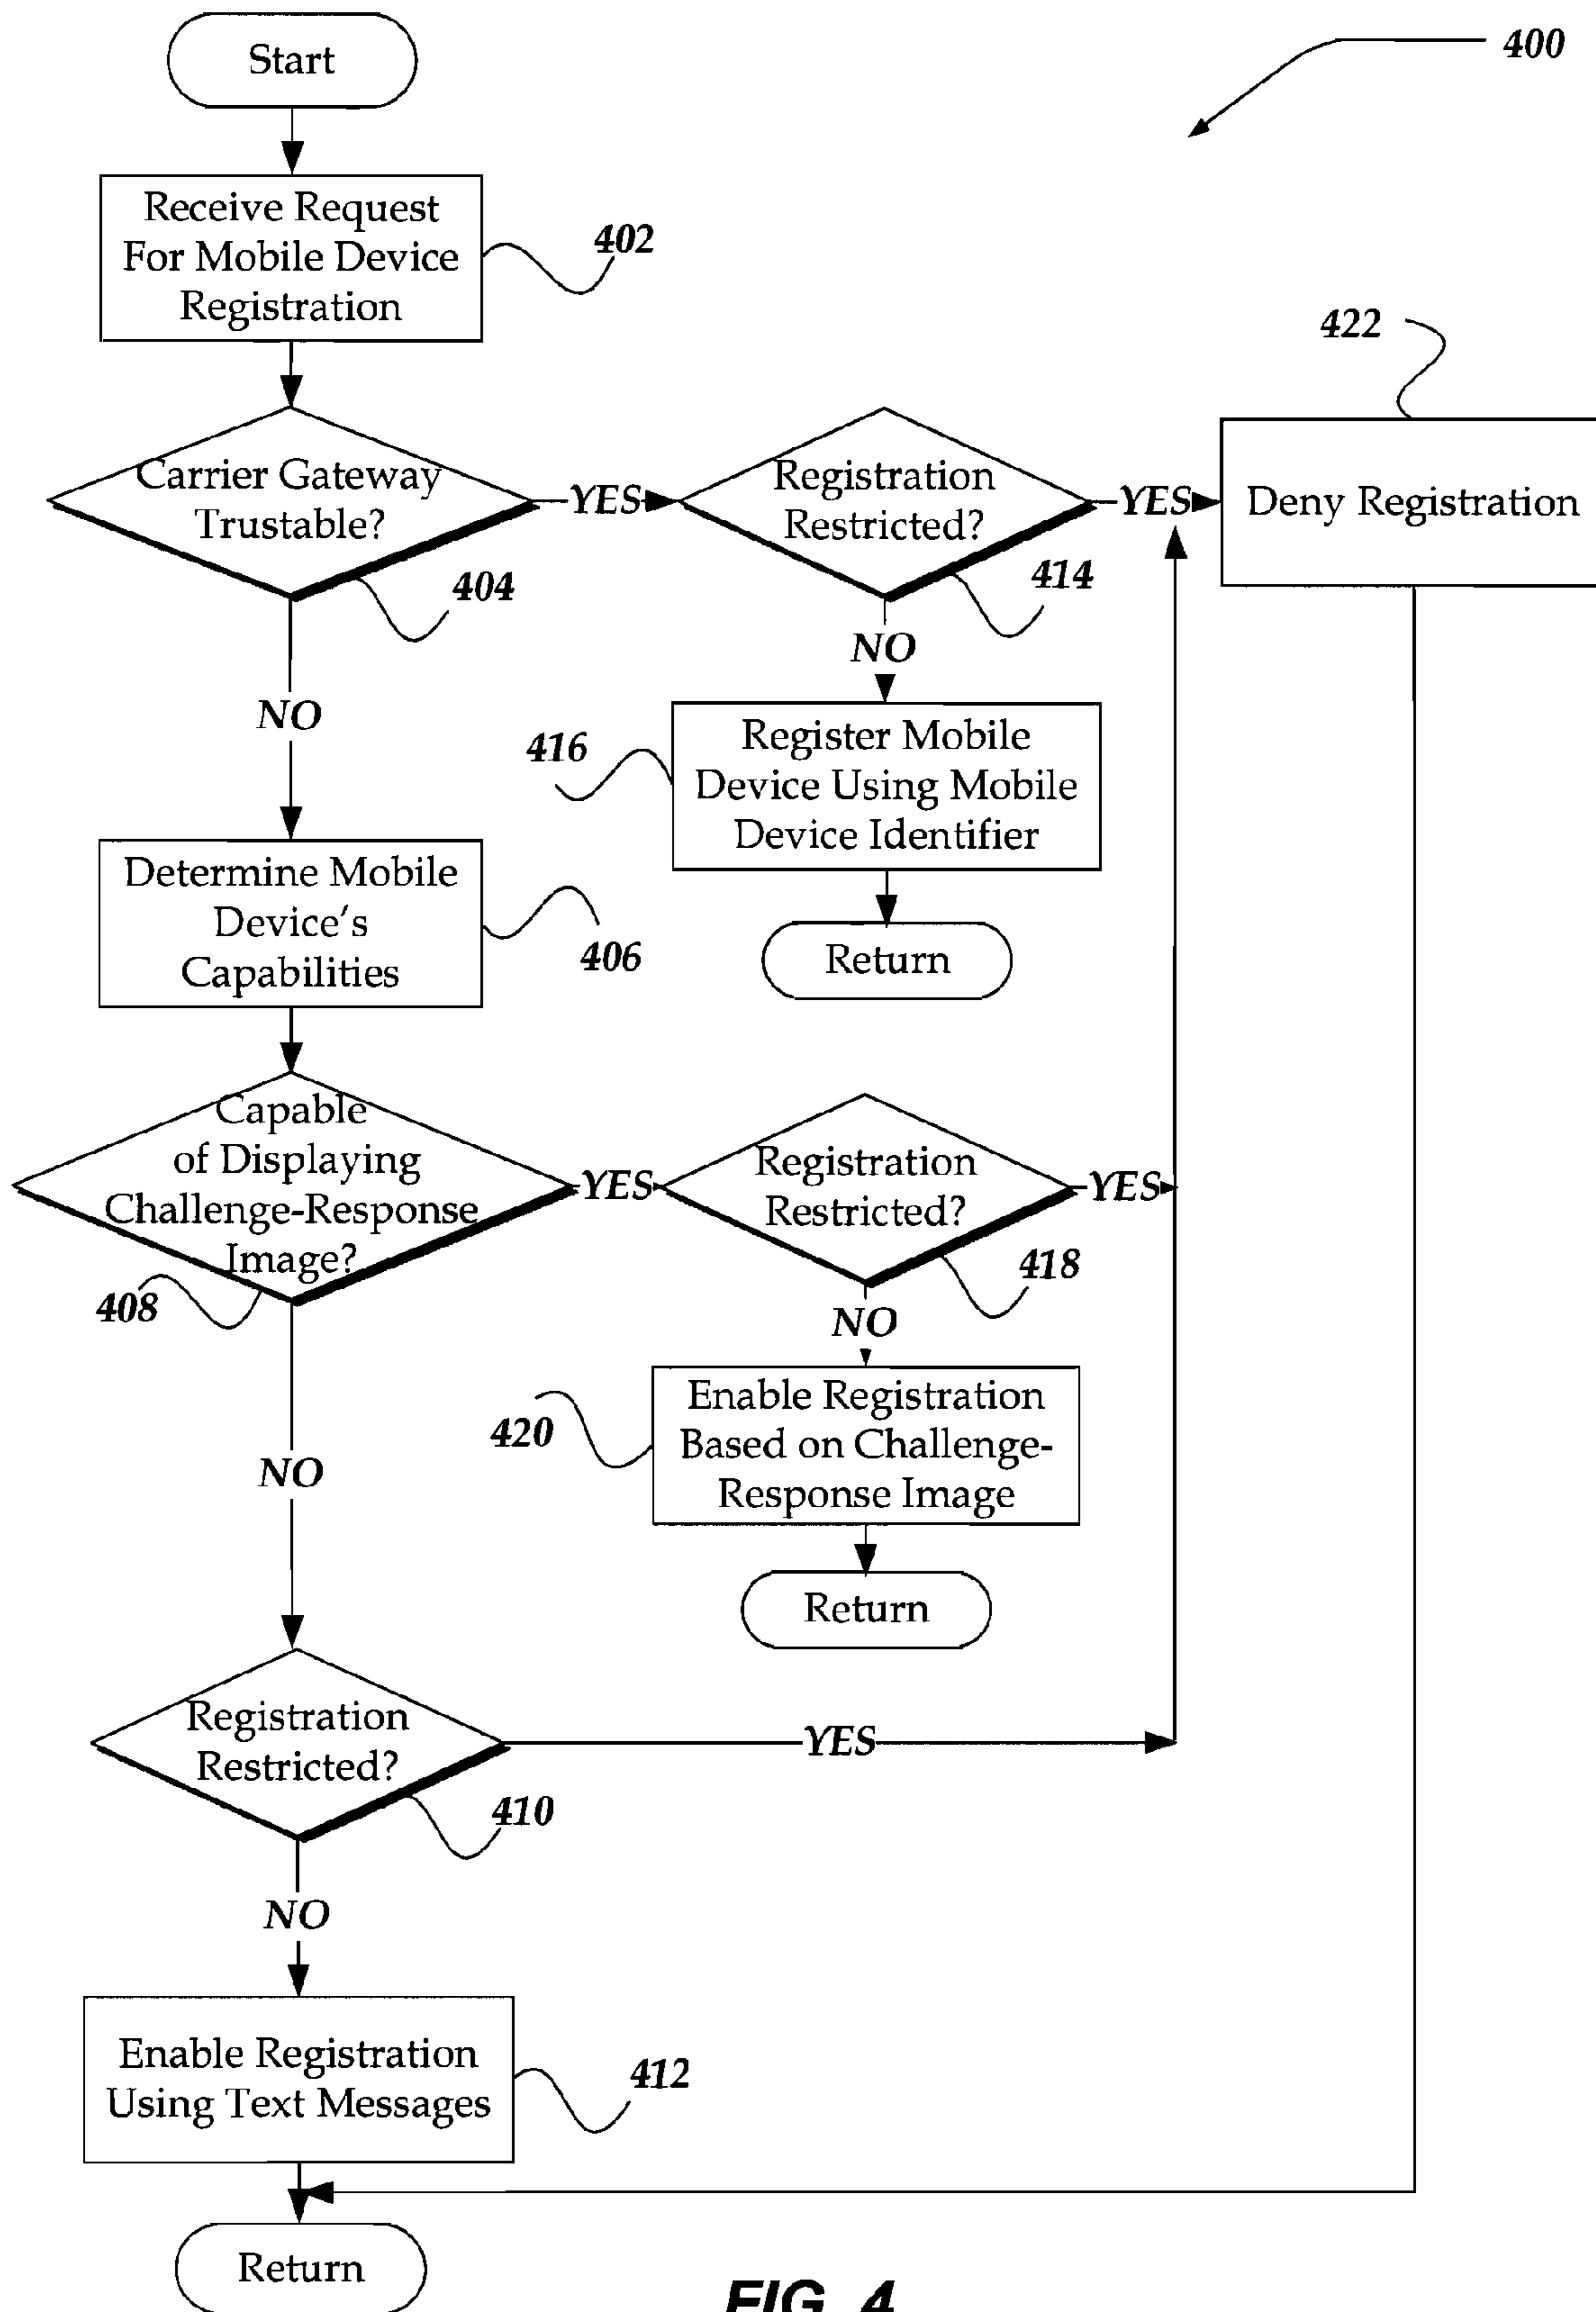 Start
400
Receive Request
For Mobile Device
Registration
402
422
Carrier Gateway
Trustable?
404
YES
Registration
Restricted?
414
YES
Deny Registration
NO
NO
416
Register Mobile
Device Using Mobile
Device Identifier
Return
Determine Mobile
Device's
Capabilities
406
Capable
of Displaying
Challenge-Response
Image?
408
YES
Registration
Restricted?
418
YES
NO
420
Enable Registration
Based on Challenge-
Response Image
Return
NO
Registration
Restricted?
410
YES
NO
Enable Registration
Using Text Messages
412
Return
FIG. 4